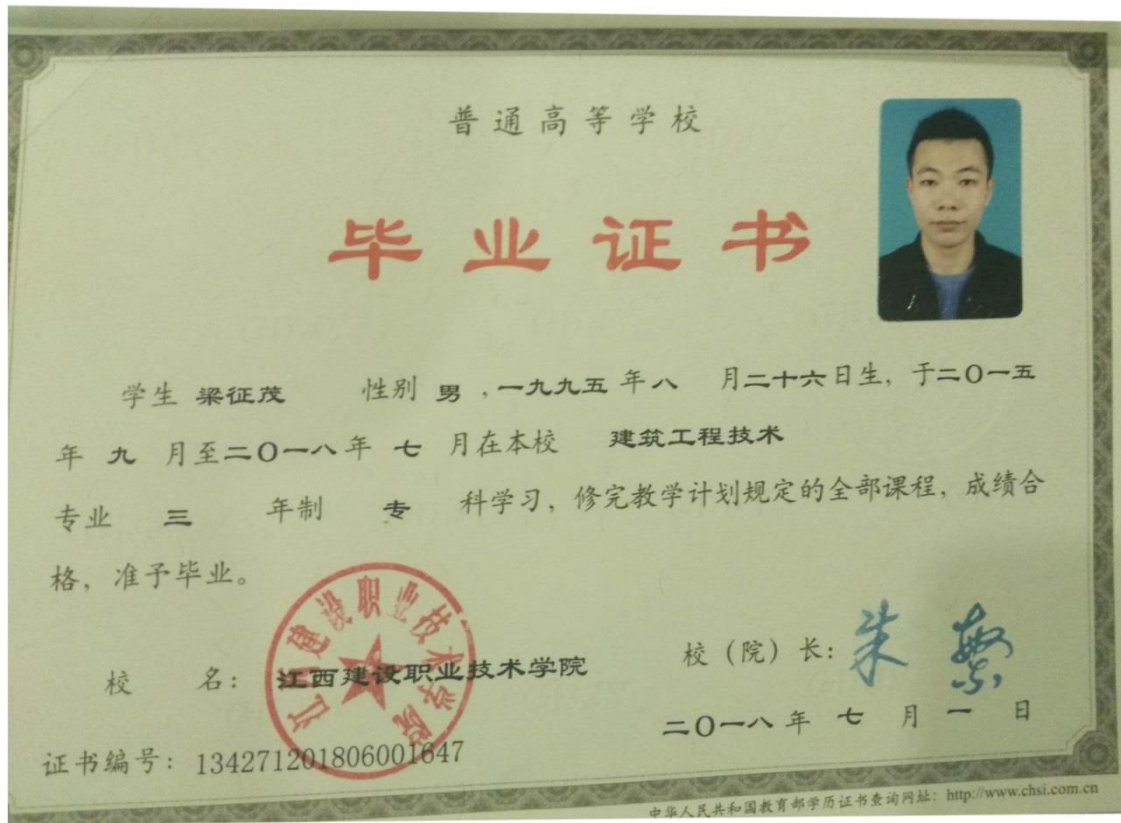 普通高等学校
毕业证书
学生 梁征茂 性别 男 ,一九九五 年 八 月二十六日生，于二O一五
年 九 月至二O一八年 七 月在本校 建筑工程技术
专业 三 年制 专 科学习，修完教学计划规定的全部课程，成绩合
格，准予毕业。
江西建设职业技术学院
校 名：江西建设职业技术学院
校（院）长：朱 繁
二O一八 年 七 月 一 日
证书编号：134271201806001647
中华人民共和国教育部学历证书查询网址：http://www.chsi.com.cn